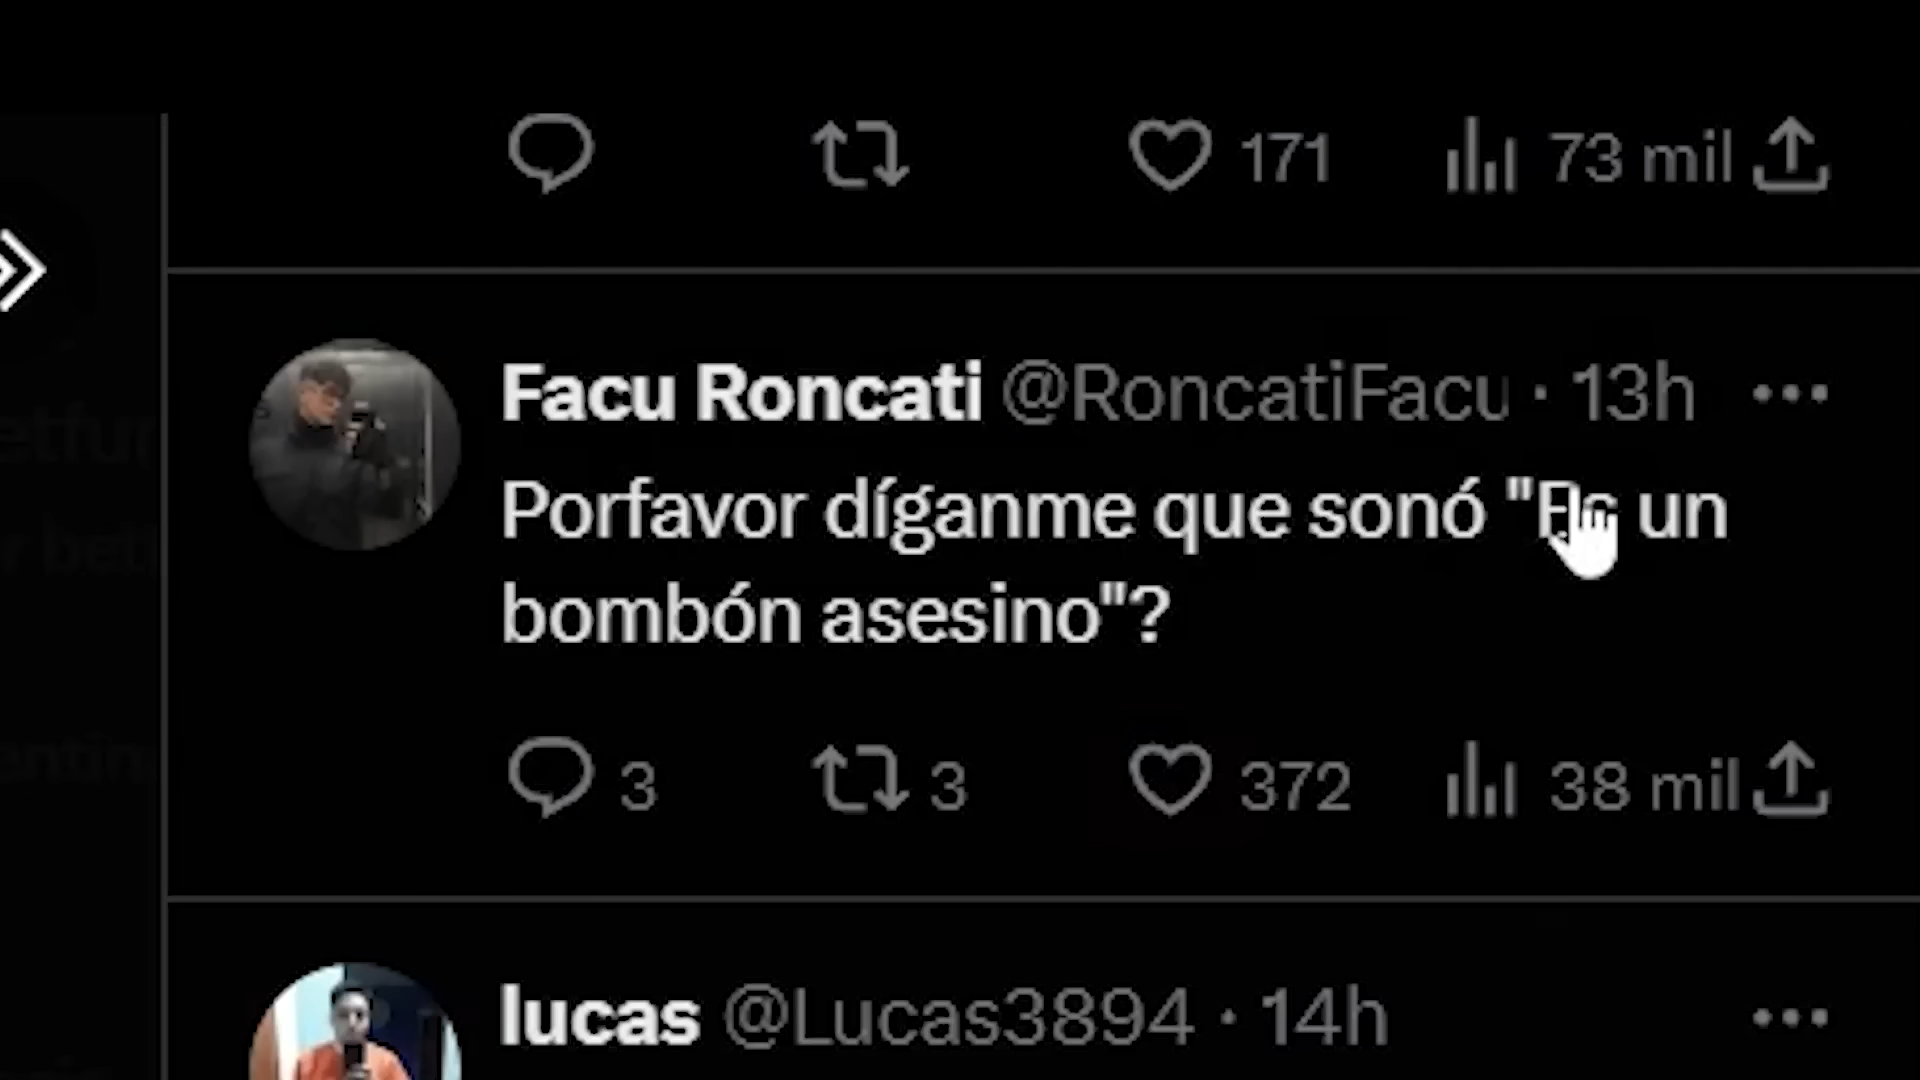 171 73 mil
Facu Roncati @RoncatiFacu · 13h
Porfavor díganme que sonó "Es un
bombón asesino"?
3 3 372 38 mil
lucas @Lucas3894 · 14h